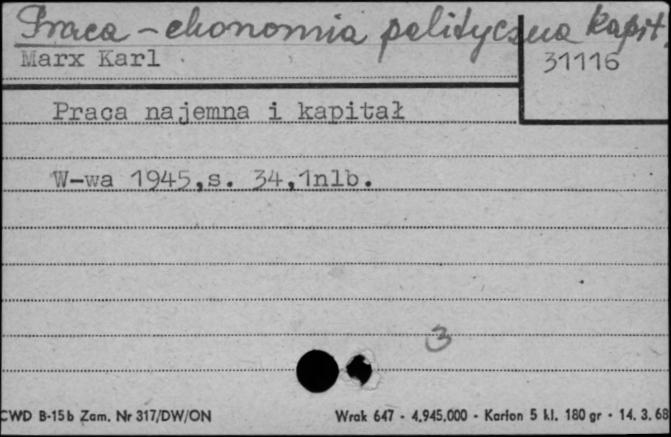 Praca - ekonomia polityczna kapit.
Marx Karl
31116
Praca najemna i kapitał
W-wa 1945,s. 34,1nlb.
3
CWD B-15b Zam. Nr 317/DW/ON
Wrak 647 - 4.945.000 - Karton 5 kl. 180 gr - 14. 3. 68